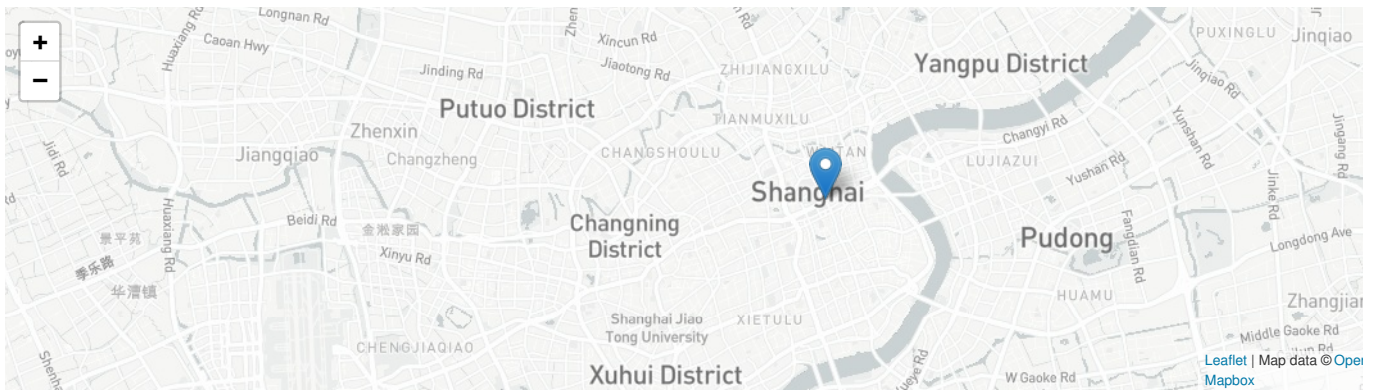 Longnan Rd
Caoan Hwy
Huaxiang Rd
Xincun Rd
Jiaotong Rd
Jinding Rd
ZHIJIANGXILU
Yangpu District
PUXINGLU
Jinqiao
Jinqiao Rd
+
−
Putuo District
Zhenxin
TIANMUXILU
Changyi Rd
Yunshan Rd
Jingang Rd
Jidi Rd
Jiangqiao
Changzheng
CHANGSHOULU
LUJIAZUI
Yushan Rd
Jinke Rd
Shanghai
Huaxiang Rd
Beidi Rd
金淞家园
Changning
District
Pudong
Fangdian Rd
Longdong Ave
景平苑
Xinyu Rd
季乐路
华漕镇
HUAMU
Zhangjiar
Shanghai Jiao
Tong University
XIETULU
Middle Gaoke Rd
CHENGJIAQIAO
Xuhui District
W Gaoke Rd
Leaflet | Map data © Oper
Mapbox